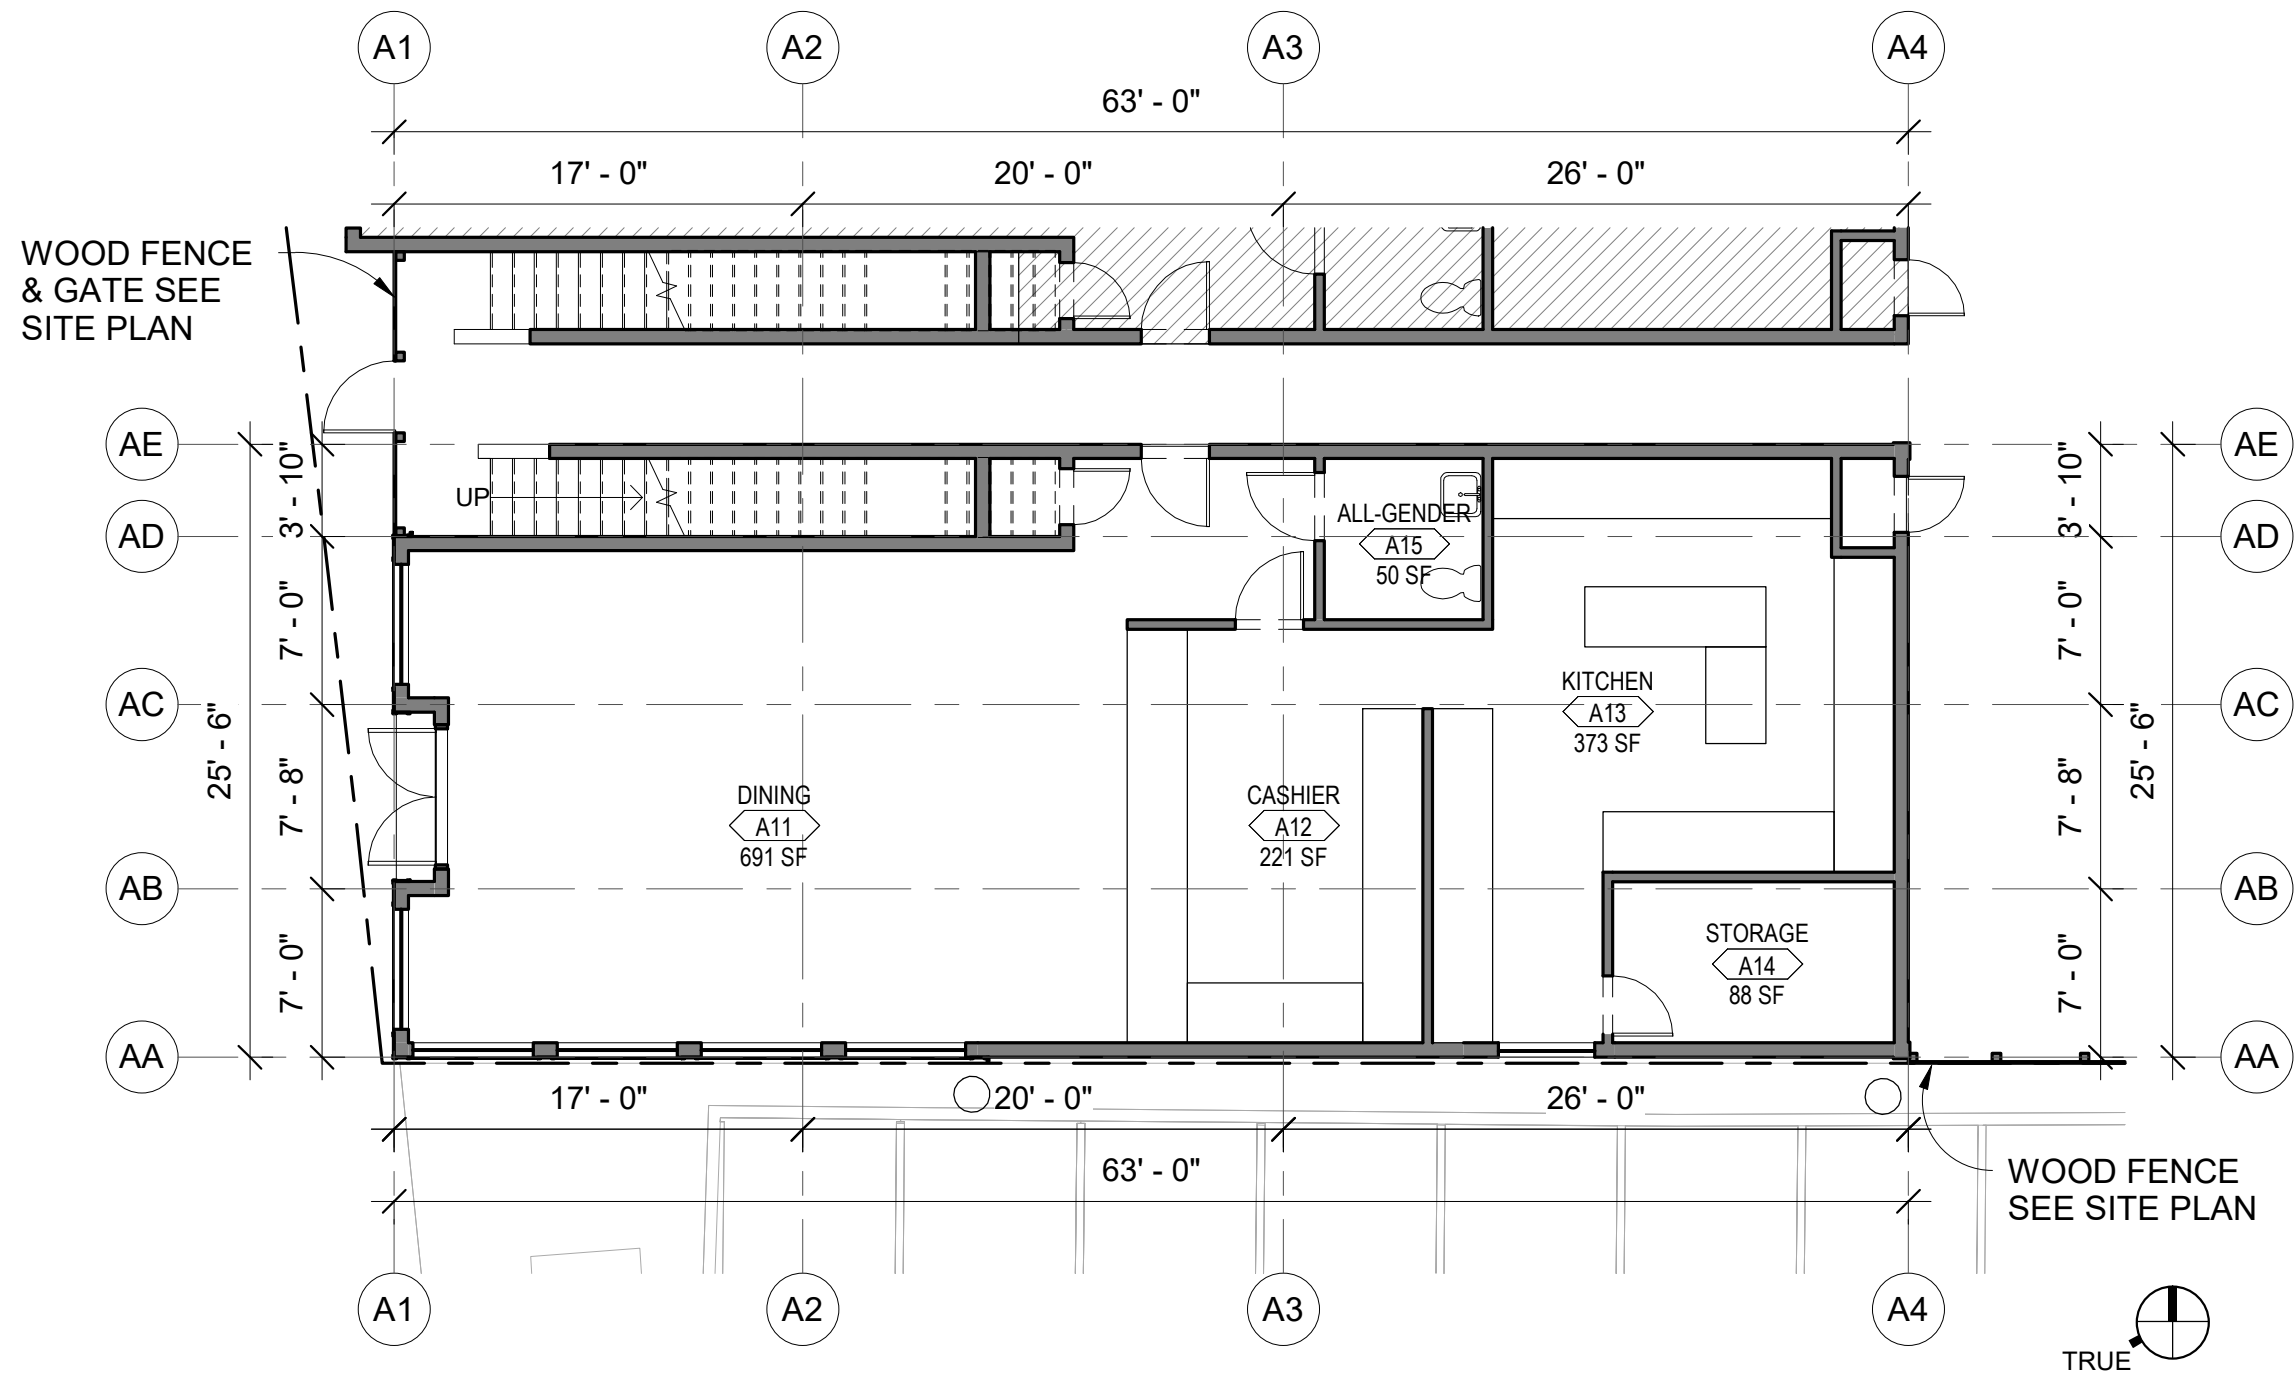 A1
A2
A3
A4
63' - 0"
17' - 0"
20' - 0"
26' - 0"
WOOD FENCE
& GATE SEE
SITE PLAN
AE
AE
3' - 10"
3' - 10"
UP
ALL-GENDER
A15
50 SF
AD
AD
7' - 0"
7' - 0"
AC
AC
KITCHEN
A13
373 SF
25' - 6"
25' - 6"
7' - 8"
7' - 8"
DINING
A11
691 SF
CASHIER
A12
221 SF
AB
AB
STORAGE
A14
88 SF
7' - 0"
7' - 0"
AA
AA
17' - 0"
20' - 0"
26' - 0"
63' - 0"
WOOD FENCE
SEE SITE PLAN
A1
A2
A3
A4
TRUE